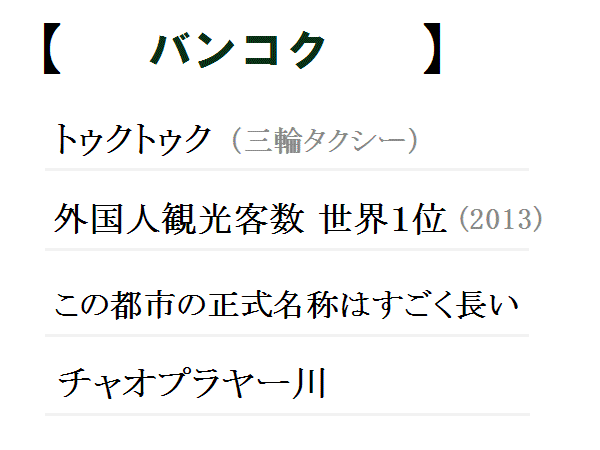 【 バンコク 】
トゥクトゥク（三輪タクシー）
外国人観光客数 世界1位（2013）
この都市の正式名称はすごく長い
チャオプラヤー川